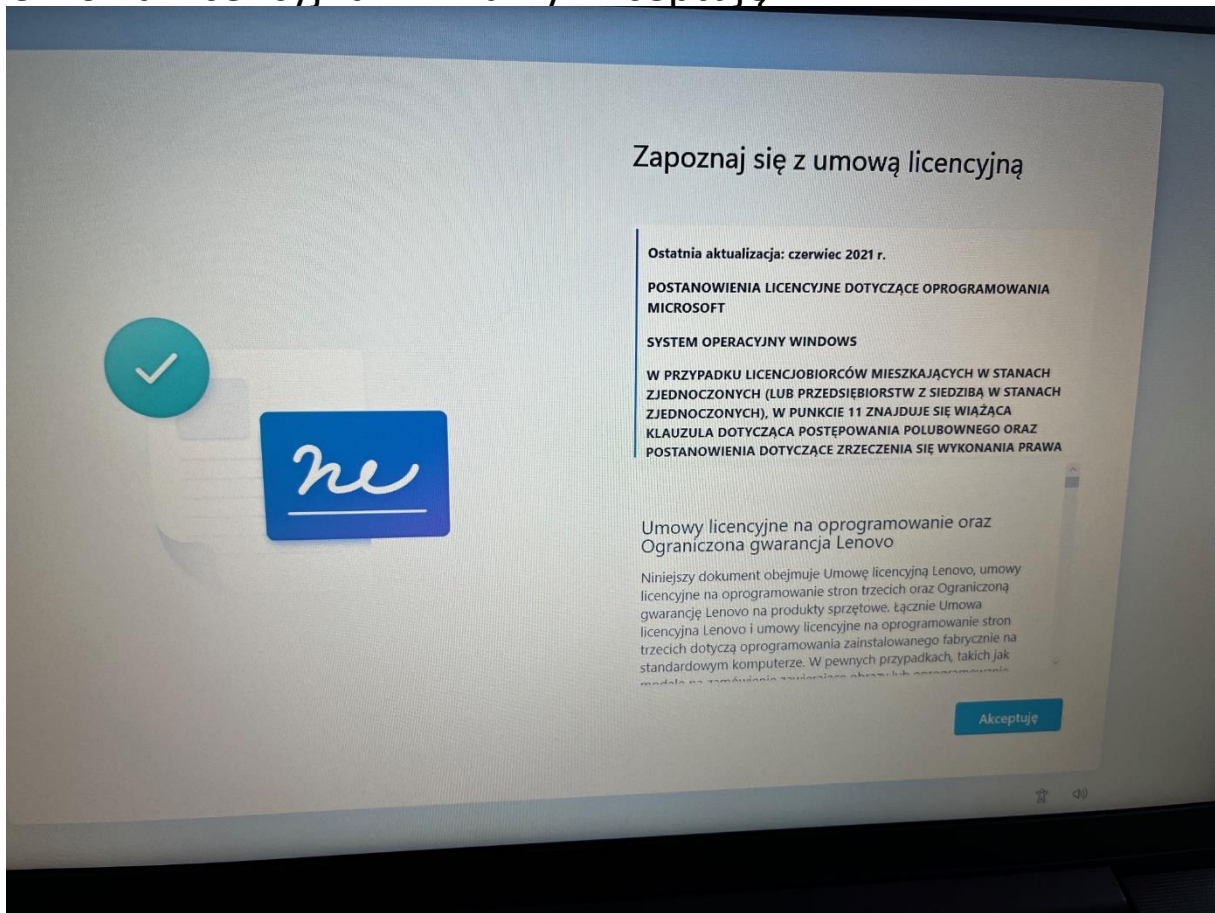 Zapoznaj się z umową licencyjną
Ostatnia aktualizacja: czerwiec 2021 r.
POSTANOWIENIA LICENCYJNE DOTYCZĄCE OPROGRAMOWANIA
MICROSOFT
SYSTEM OPERACYJNY WINDOWS
W PRZYPADKU LICENCJOBIORCÓW MIESZKAJĄCYCH W STANACH
ZJEDNOCZONYCH (LUB PRZEDSIĘBIORSTW Z SIEDZIBĄ W STANACH
ZJEDNOCZONYCH), W PUNKCIE 11 ZNAJDUJE SIĘ WIĄŻĄCA
KLAUZULA DOTYCZĄCA POSTĘPOWANIA POLUBOWNEGO ORAZ
POSTANOWIENIA DOTYCZĄCE ZRZECZENIA SIĘ WYKONANIA PRAWA
Umowy licencyjne na oprogramowanie oraz
Ograniczona gwarancja Lenovo
Niniejszy dokument obejmuje Umowę licencyjną Lenovo, umowy
licencyjne na oprogramowanie stron trzecich oraz Ograniczoną
gwarancję Lenovo na produkty sprzętowe. Łącznie Umowa
licencyjna Lenovo i umowy licencyjne na oprogramowanie stron
trzecich dotyczą oprogramowania zainstalowanego fabrycznie na
standardowym komputerze. W pewnych przypadkach, takich jak
Akceptuję